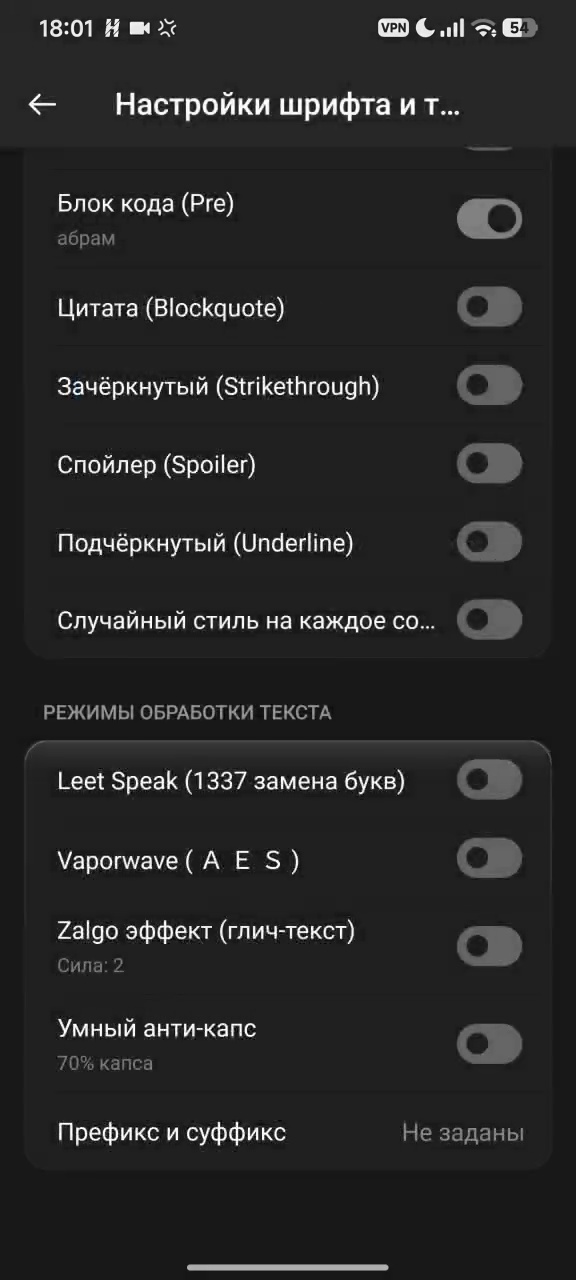 18:01 VPN 54
Настройки шрифта и т...
Блок кода (Pre)
абрам
Цитата (Blockquote)
Зачёркнутый (Strikethrough)
Спойлер (Spoiler)
Подчёркнутый (Underline)
Случайный стиль на каждое со...
РЕЖИМЫ ОБРАБОТКИ ТЕКСТА
Leet Speak (1337 замена букв)
Vaporwave ( A E S )
Zalgo эффект (глич-текст)
Сила: 2
Умный анти-капс
70% капса
Префикс и суффикс Не заданы